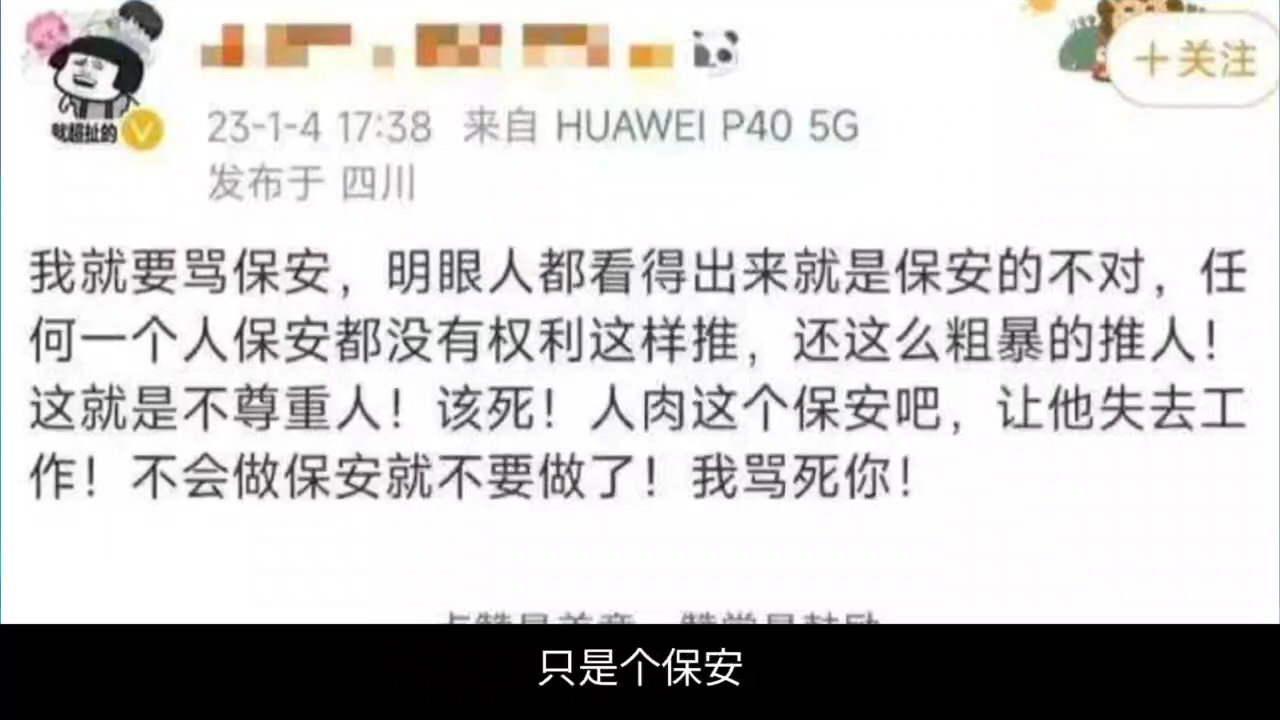 就超扯的
+关注
23-1-4 17:38 来自 HUAWEI P40 5G
发布于 四川
我就要骂保安，明眼人都看得出来就是保安的不对，任
何一个人保安都没有权利这样推，还这么粗暴的推人！
这就是不尊重人！该死！人肉这个保安吧，让他失去工
作！不会做保安就不要做了！我骂死你！
只是个保安